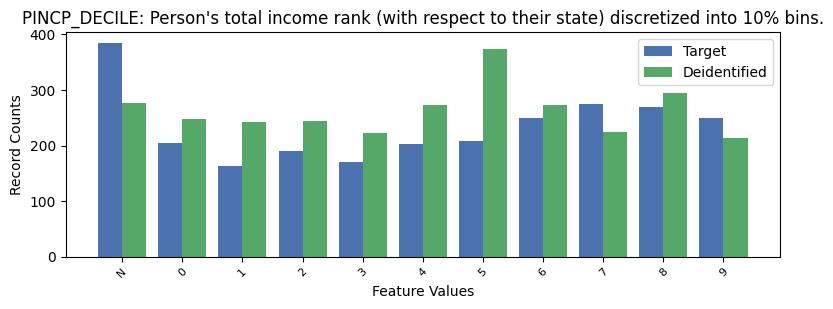 PINCP_DECILE: Person's total income rank (with respect to their state) discretized into 10% bins.
400
300
200
100
0
Record Counts
Target
Deidentified
N 0 1 2 3 4 5 6 7 8 9
Feature Values